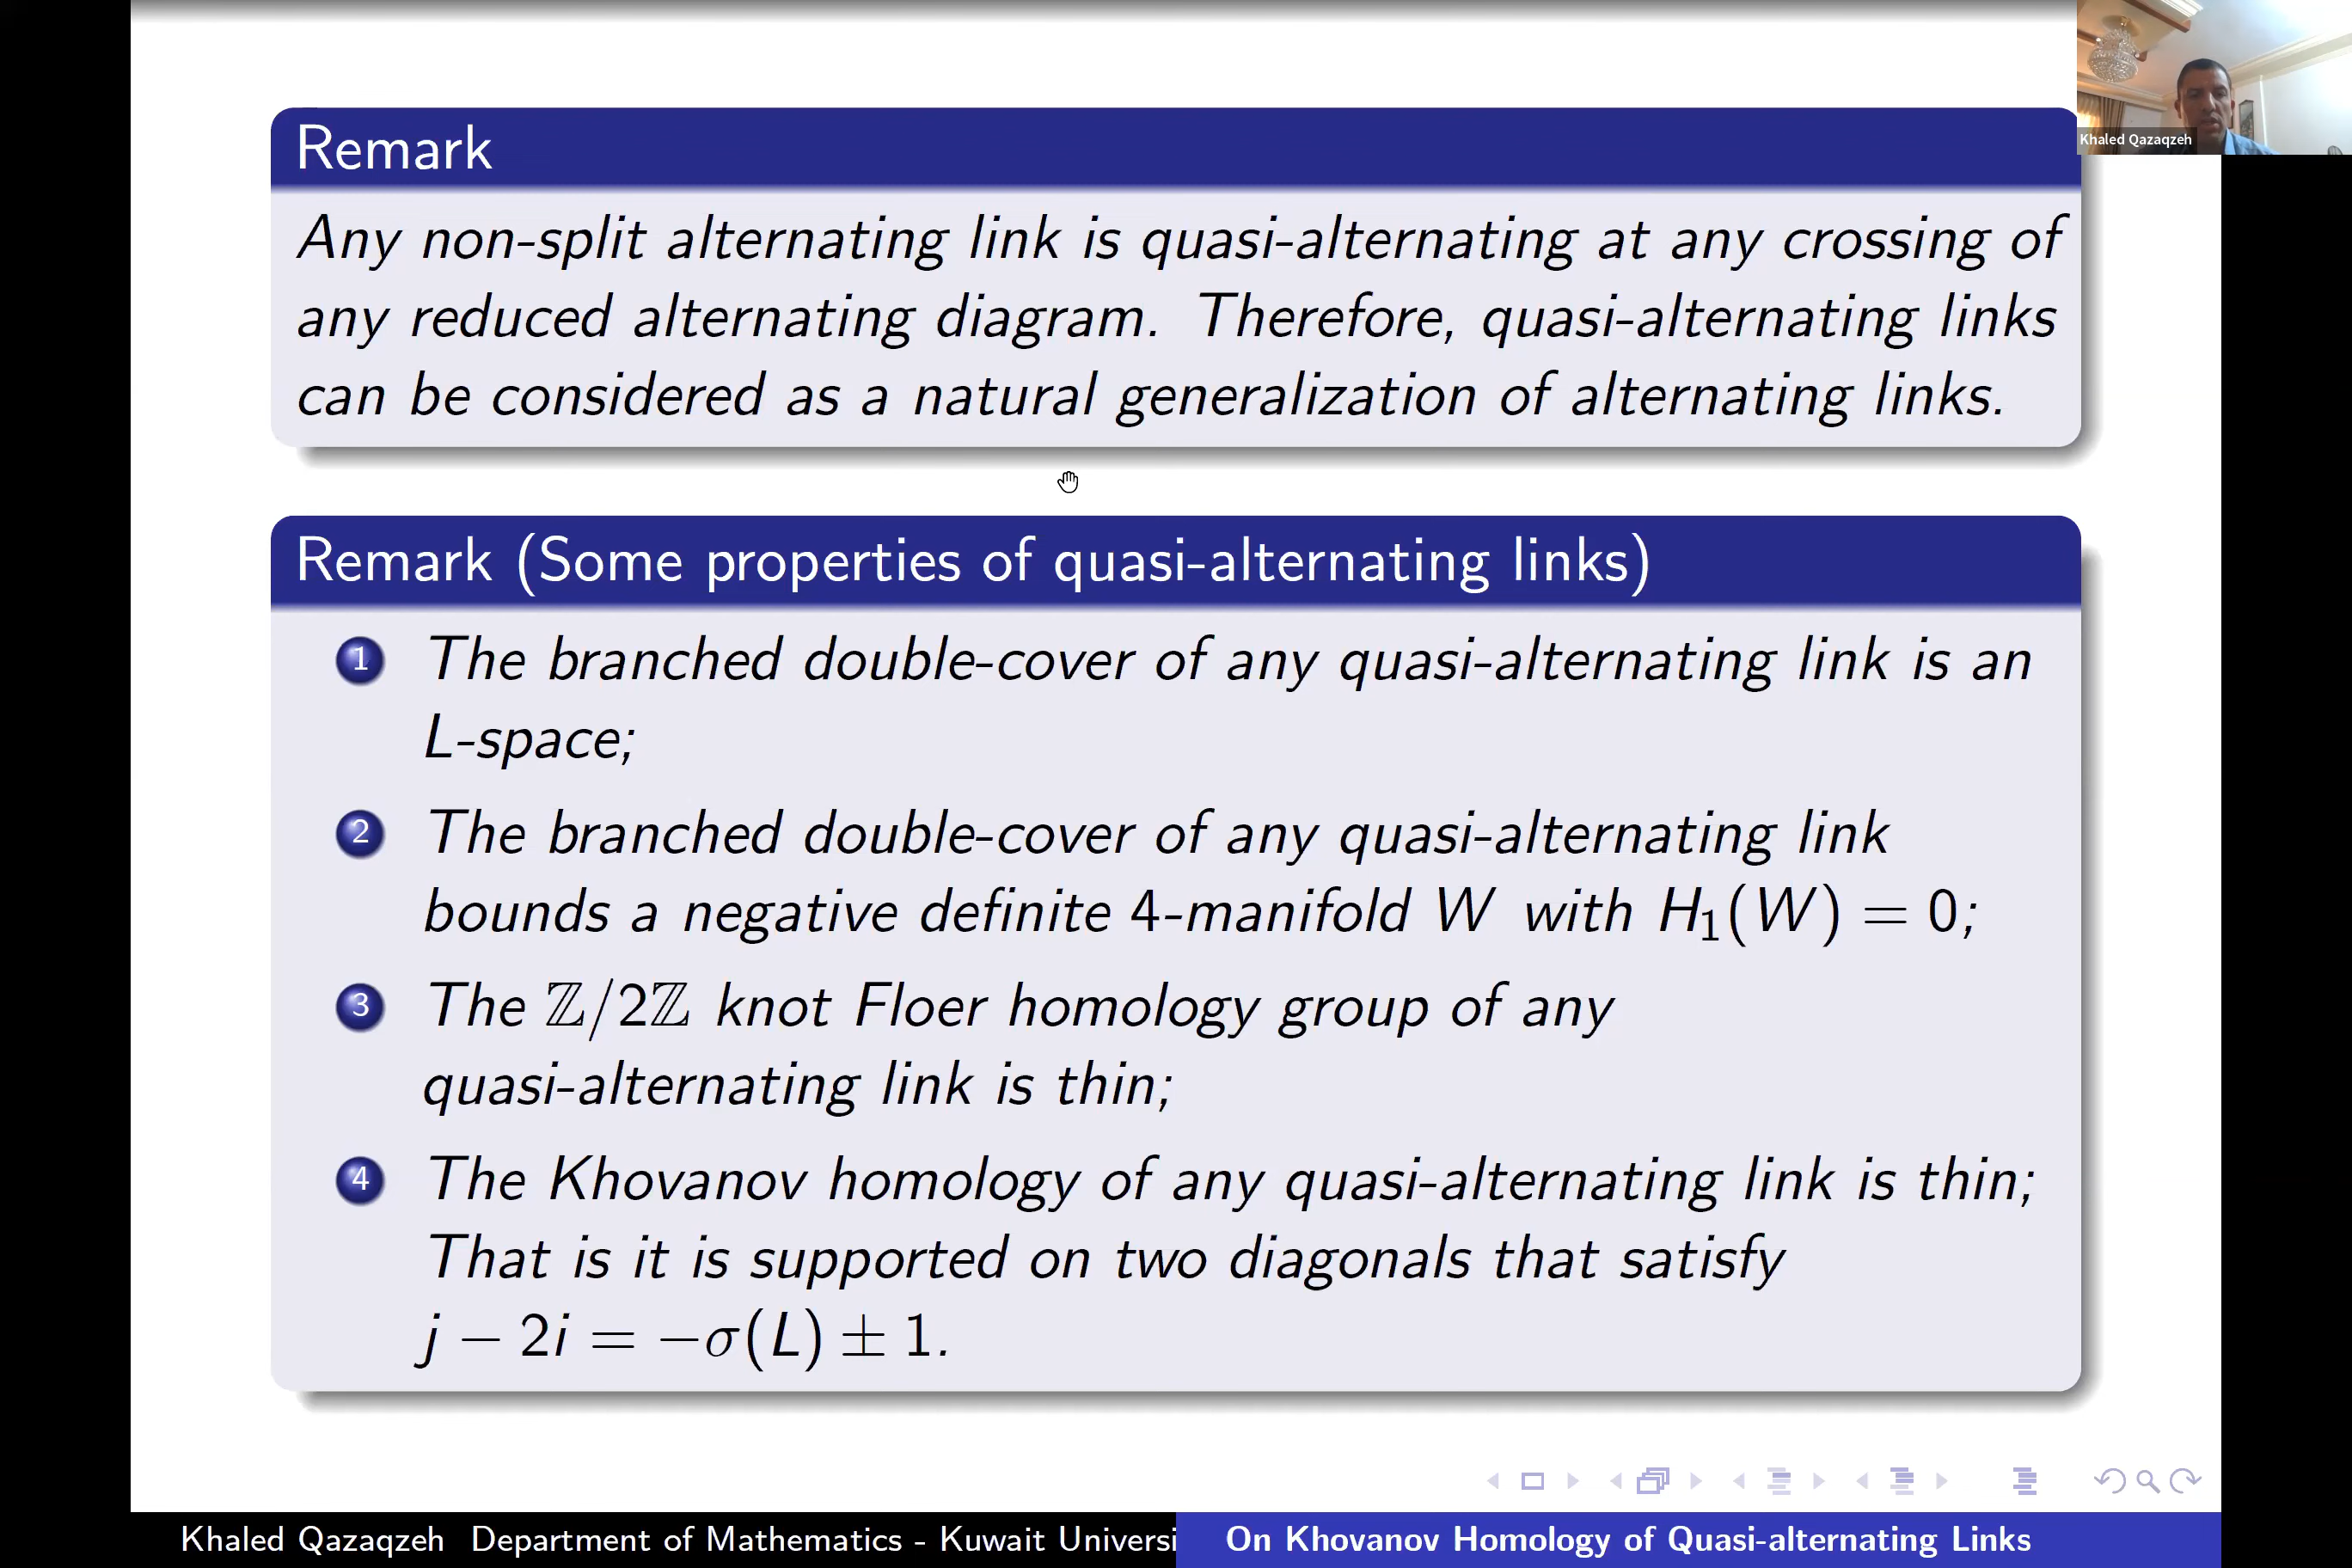 Khaled Qazaqzeh
Remark
Any non-split alternating link is quasi-alternating at any crossing of
any reduced alternating diagram. Therefore, quasi-alternating links
can be considered as a natural generalization of alternating links.
Remark (Some properties of quasi-alternating links)
1 The branched double-cover of any quasi-alternating link is an
L-space;
2 The branched double-cover of any quasi-alternating link
bounds a negative definite 4-manifold W with H₁(W) = 0;
3 The ℤ/2ℤ knot Floer homology group of any
quasi-alternating link is thin;
4 The Khovanov homology of any quasi-alternating link is thin;
That is it is supported on two diagonals that satisfy
j − 2i = −σ(L) ± 1.
Khaled Qazaqzeh Department of Mathematics - Kuwait Universi
On Khovanov Homology of Quasi-alternating Links